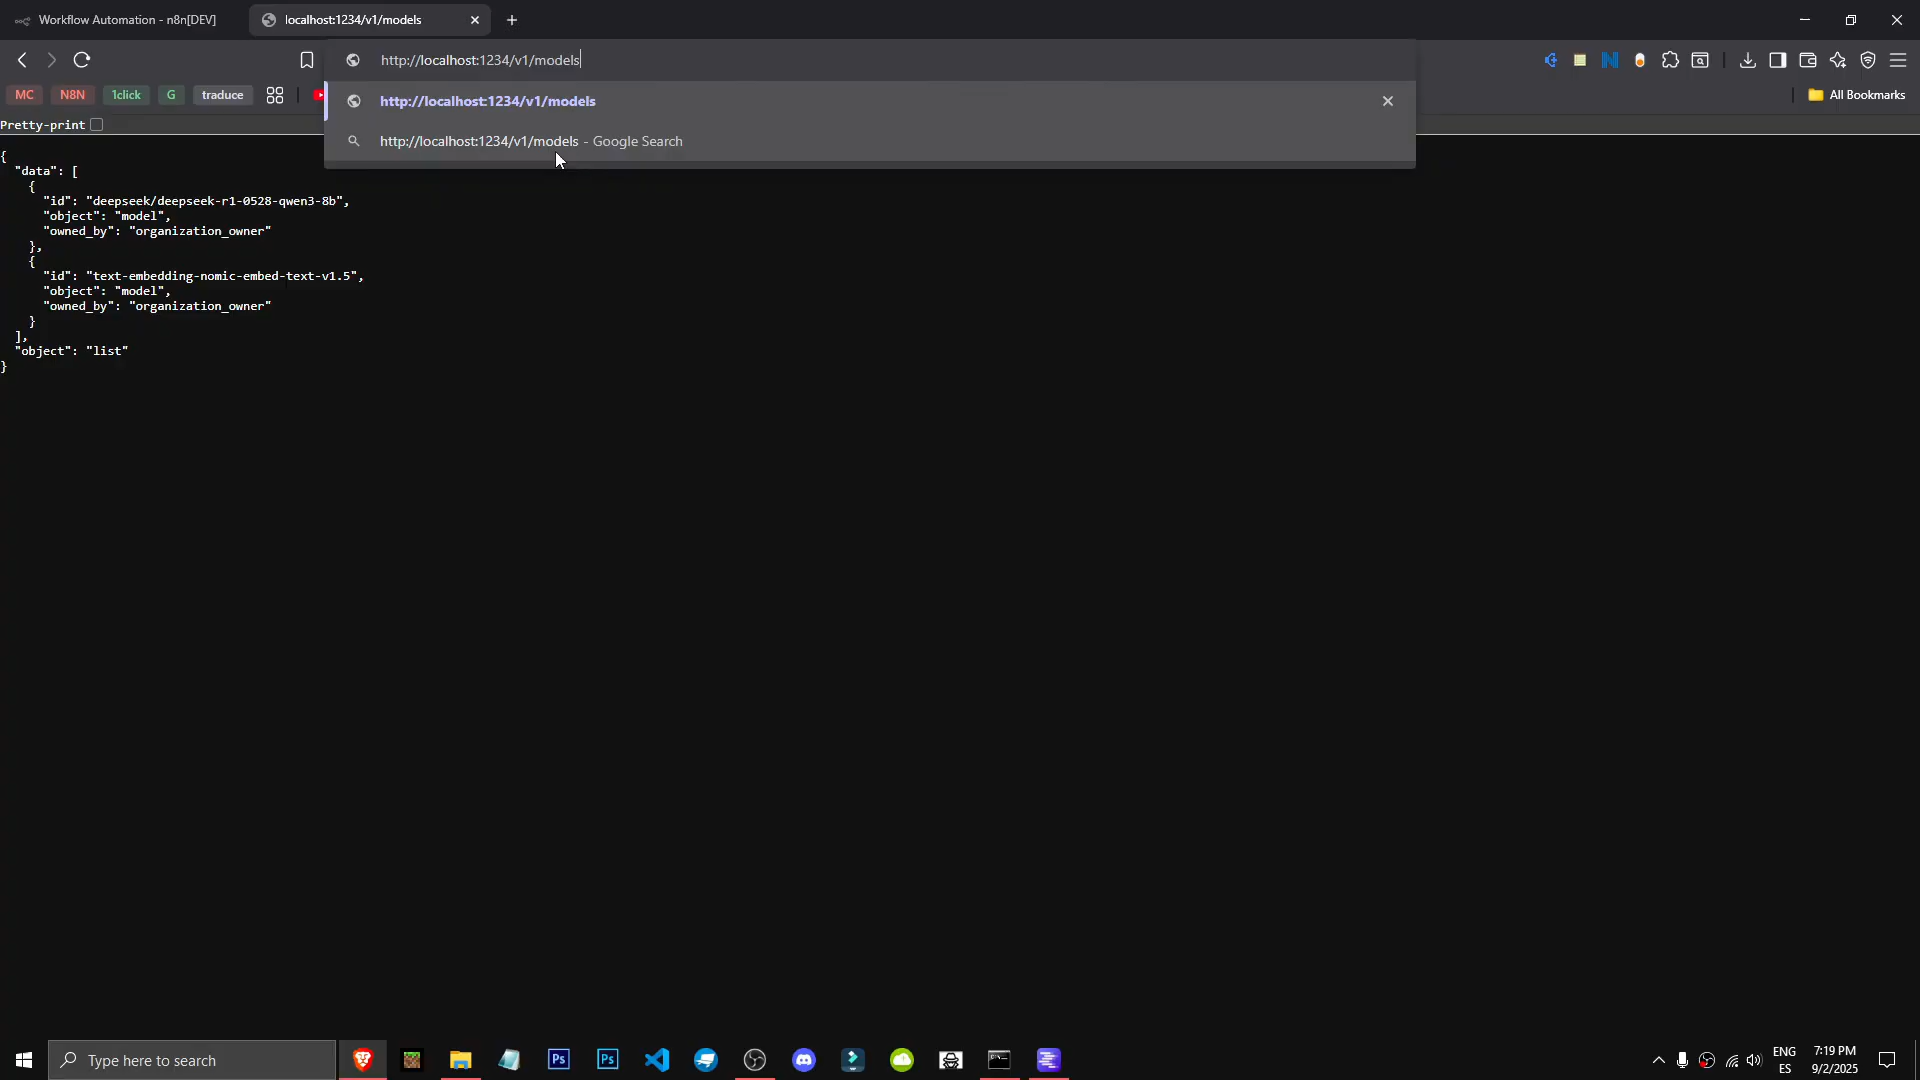 Workflow Automation - n8n[DEV]
localhost:1234/v1/models
http://localhost:1234/v1/models
http://localhost:1234/v1/models
http://localhost:1234/v1/models - Google Search
MC
N8N
1click
G
traduce
All Bookmarks
Pretty-print
{
  "data": [
    {
      "id": "deepseek/deepseek-r1-0528-qwen3-8b",
      "object": "model",
      "owned_by": "organization_owner"
    },
    {
      "id": "text-embedding-nomic-embed-text-v1.5",
      "object": "model",
      "owned_by": "organization_owner"
    }
  ],
  "object": "list"
}
Type here to search
Ps
Ps
ENG
ES
7:19 PM
9/2/2025